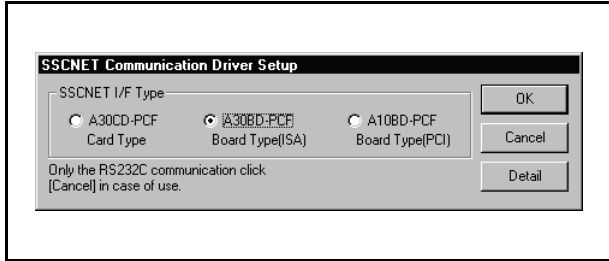 SSCNET Communication Driver Setup
SSCNET I/F Type
A30CD-PCF A30BD-PCF A10BD-PCF
Card Type Board Type(ISA) Board Type(PCI)
Only the RS232C communication click
[Cancel] in case of use.
OK
Cancel
Detail